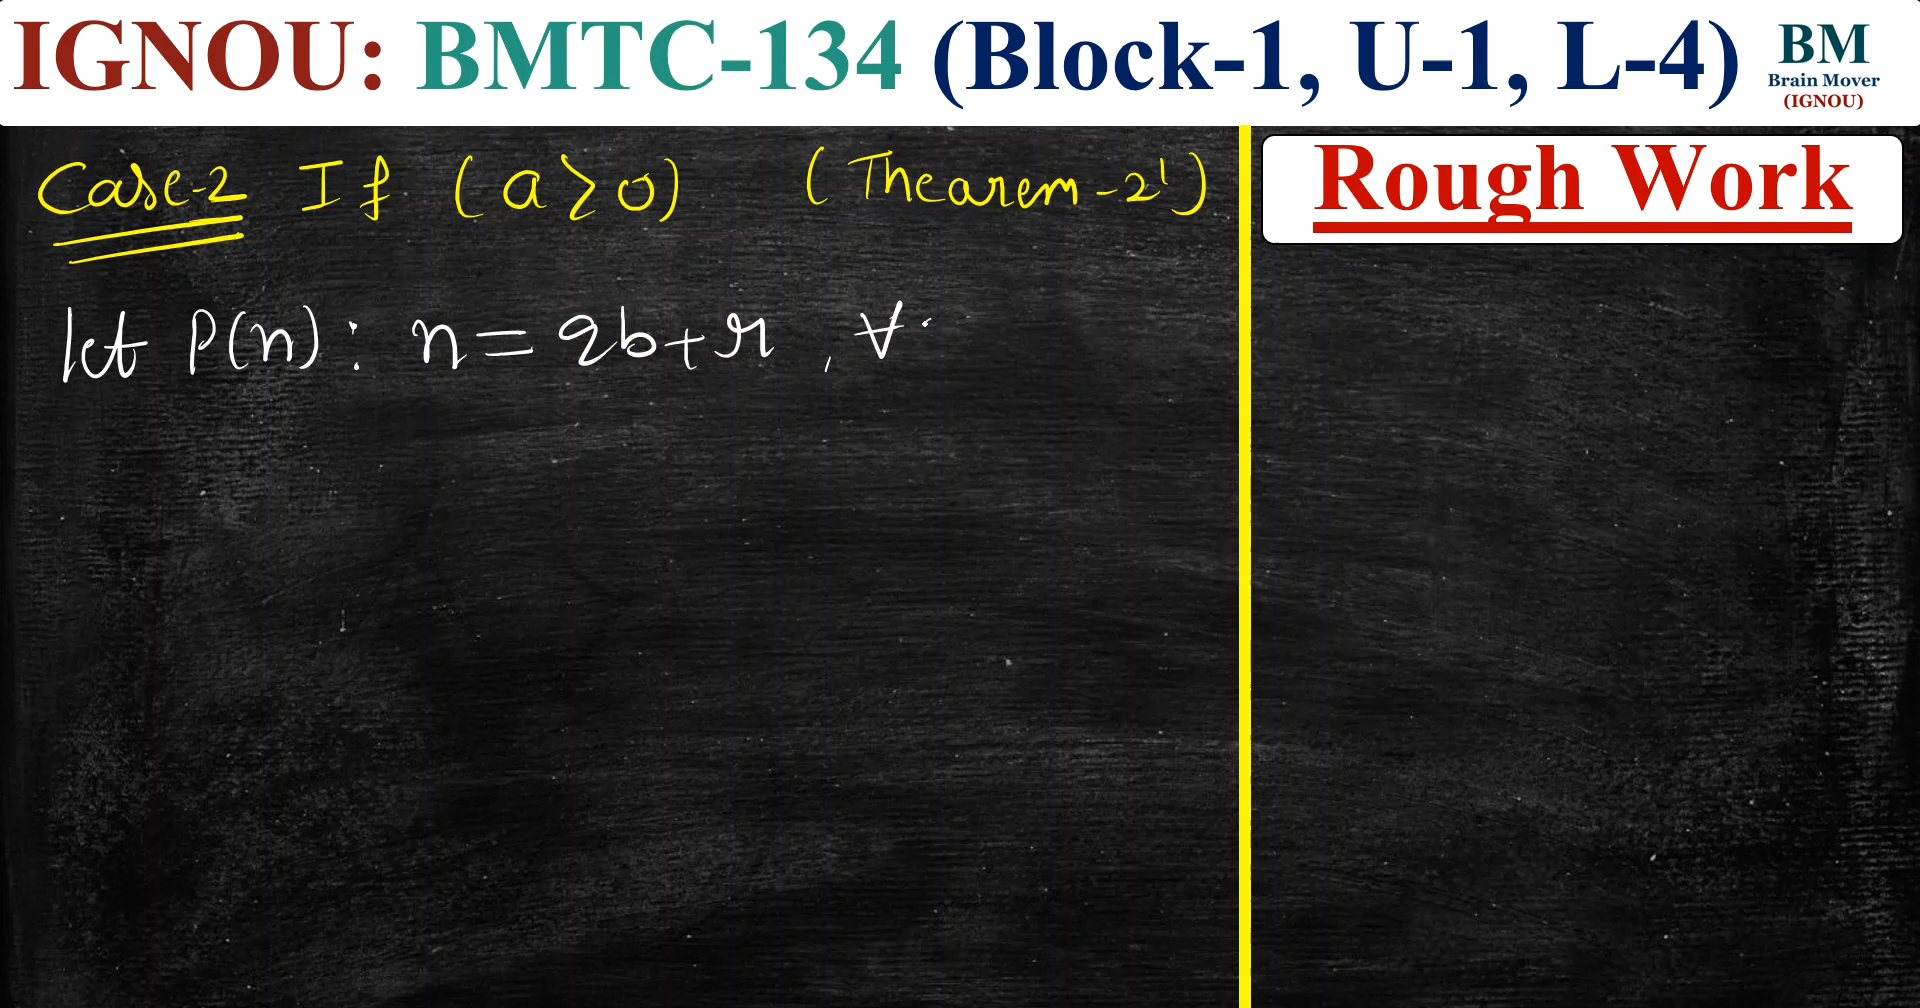 IGNOU: BMTC-134 (Block-1, U-1, L-4)
BM
Brain Mover
(IGNOU)
Case-2 If (a>0) (Thearem-2')
Rough Work
let P(n): n = qb+r , ∀